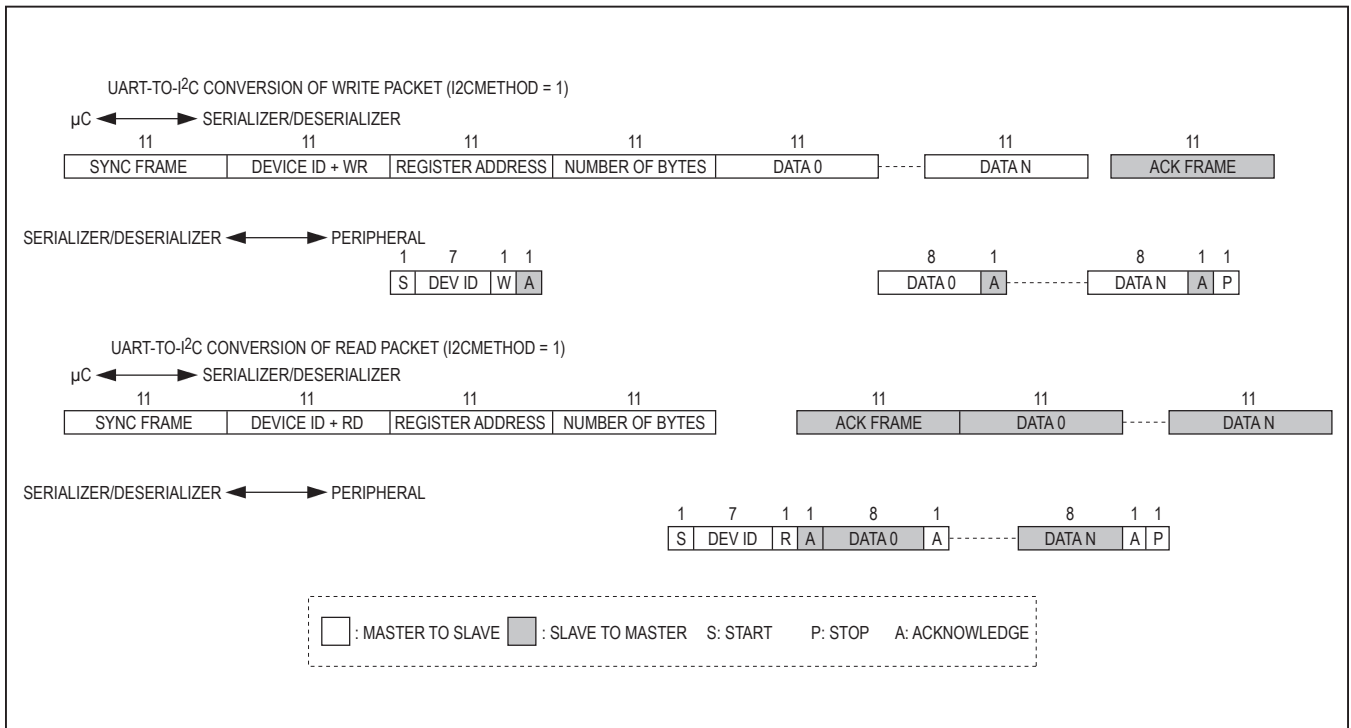 UART-TO-I2C CONVERSION OF WRITE PACKET (I2CMETHOD = 1)
µC SERIALIZER/DESERIALIZER
11 11 11 11 11 11 11
SYNC FRAME DEVICE ID + WR REGISTER ADDRESS NUMBER OF BYTES DATA 0 DATA N ACK FRAME
SERIALIZER/DESERIALIZER PERIPHERAL
1 7 1 1 8 1 8 1 1
S DEV ID W A DATA 0 A DATA N A P
UART-TO-I2C CONVERSION OF READ PACKET (I2CMETHOD = 1)
µC SERIALIZER/DESERIALIZER
11 11 11 11 11 11 11
SYNC FRAME DEVICE ID + RD REGISTER ADDRESS NUMBER OF BYTES ACK FRAME DATA 0 DATA N
SERIALIZER/DESERIALIZER PERIPHERAL
1 7 1 1 8 1 8 1 1
S DEV ID R A DATA 0 A DATA N A P
: MASTER TO SLAVE : SLAVE TO MASTER S: START P: STOP A: ACKNOWLEDGE